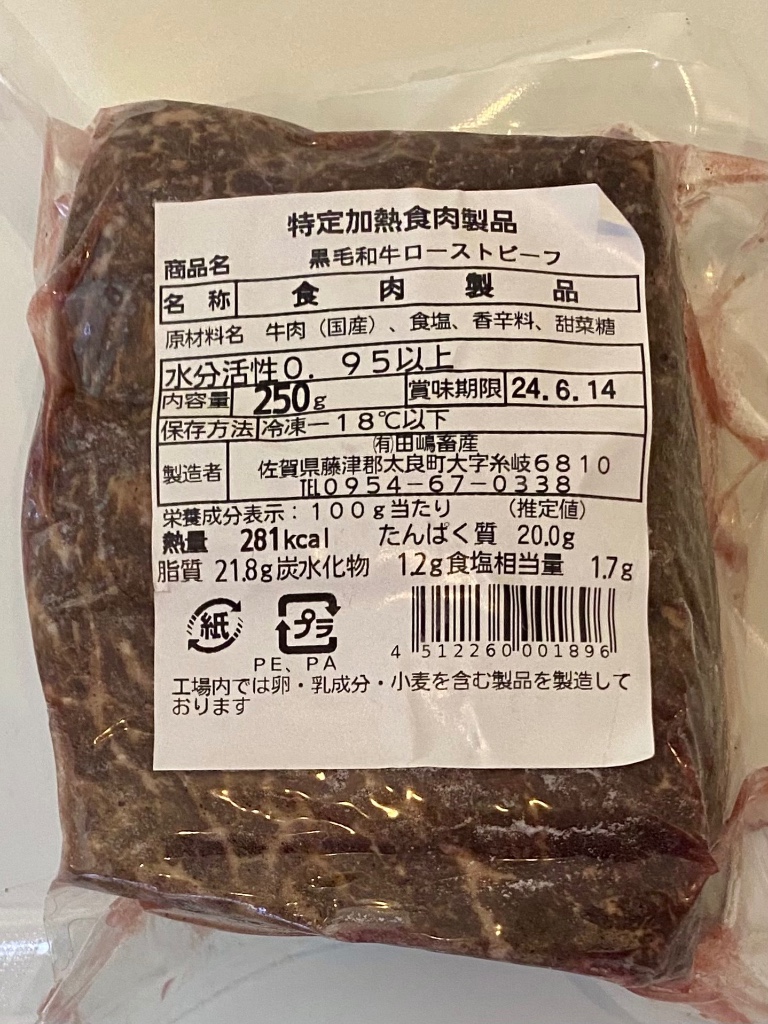 特定加熱食肉製品
商品名 黒毛和牛ローストビーフ
名称 食肉製品
原材料名 牛肉（国産）、食塩、香辛料、甜菜糖
水分活性０．９５以上
内容量 250g 賞味期限 24.6.14
保存方法 冷凍－１８℃以下
製造者 ㈲田嶋畜産
佐賀県藤津郡太良町大字糸岐６８１０
℡０９５４－６７－０３３８
栄養成分表示：１００ｇ当たり （推定値）
熱量 281kcal たんぱく質 20.0g
脂質 21.8g 炭水化物 1.2g 食塩相当量 1.7g
紙 プラ
PE、PA
4 512260 001896
工場内では卵・乳成分・小麦を含む製品を製造して
おります